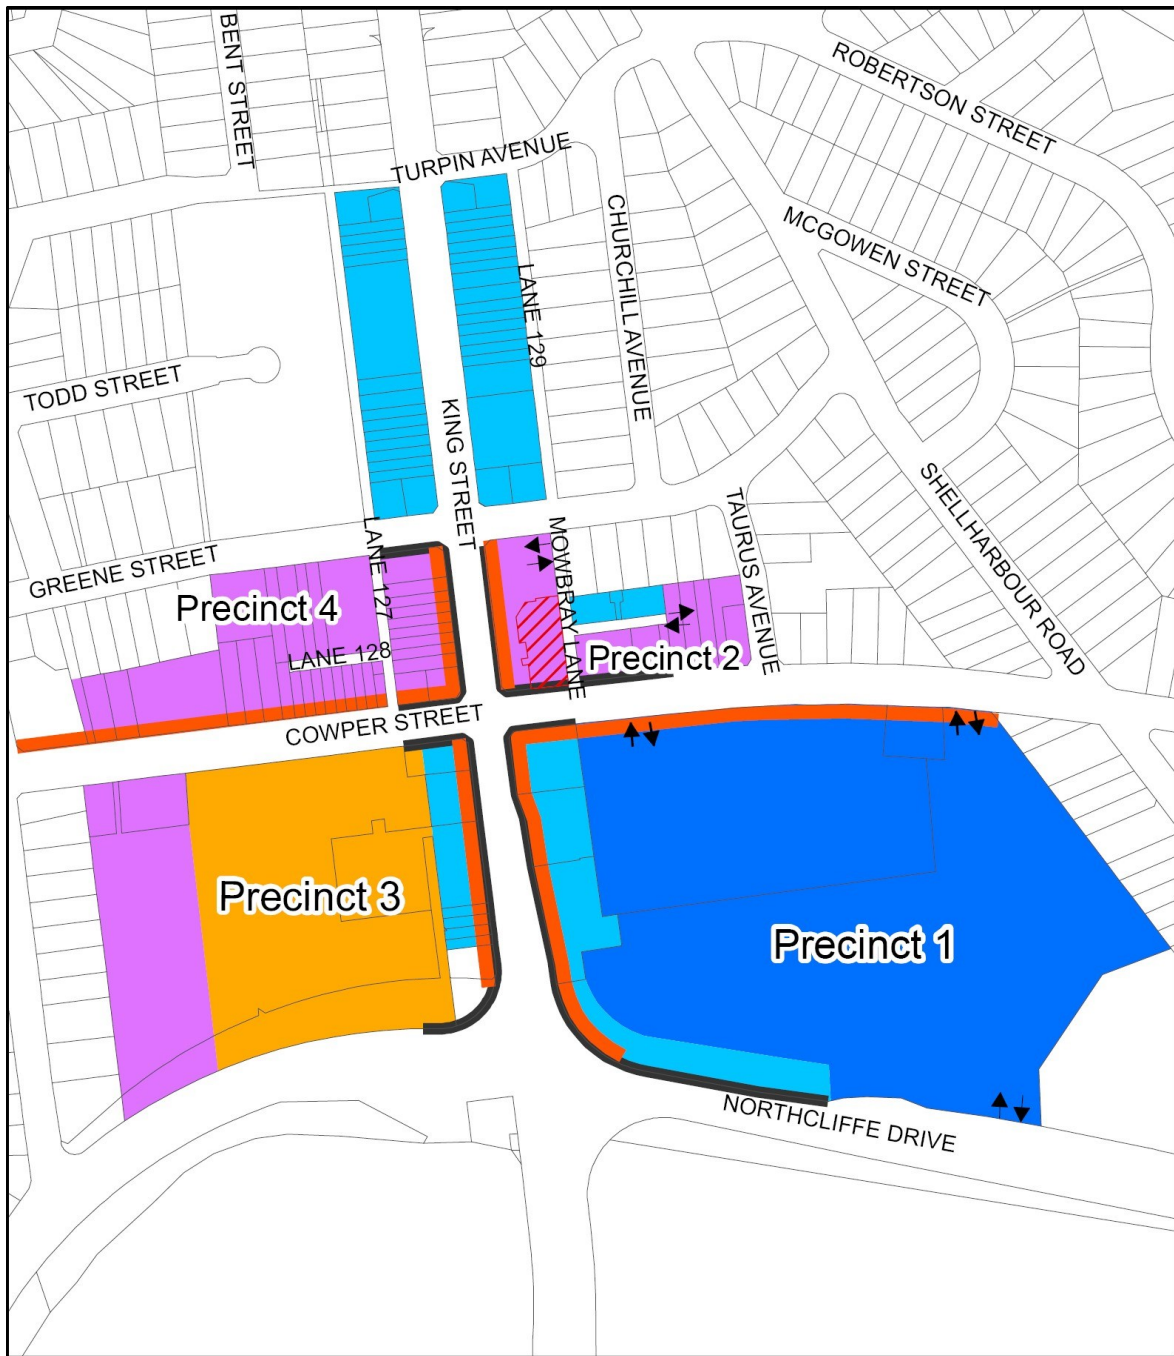 BENT STREET
ROBERTSON STREET
TURPIN AVENUE
CHURCHILL AVENUE
MCGOWEN STREET
LANE 129
TODD STREET
KING STREET
SHELLHARBOUR ROAD
TAURUS AVENUE
LANE 127
MOWBRAY LANE
GREENE STREET
Precinct 4
LANE 128
Precinct 2
COWPER STREET
Precinct 3
Precinct 1
NORTHCLIFFE DRIVE